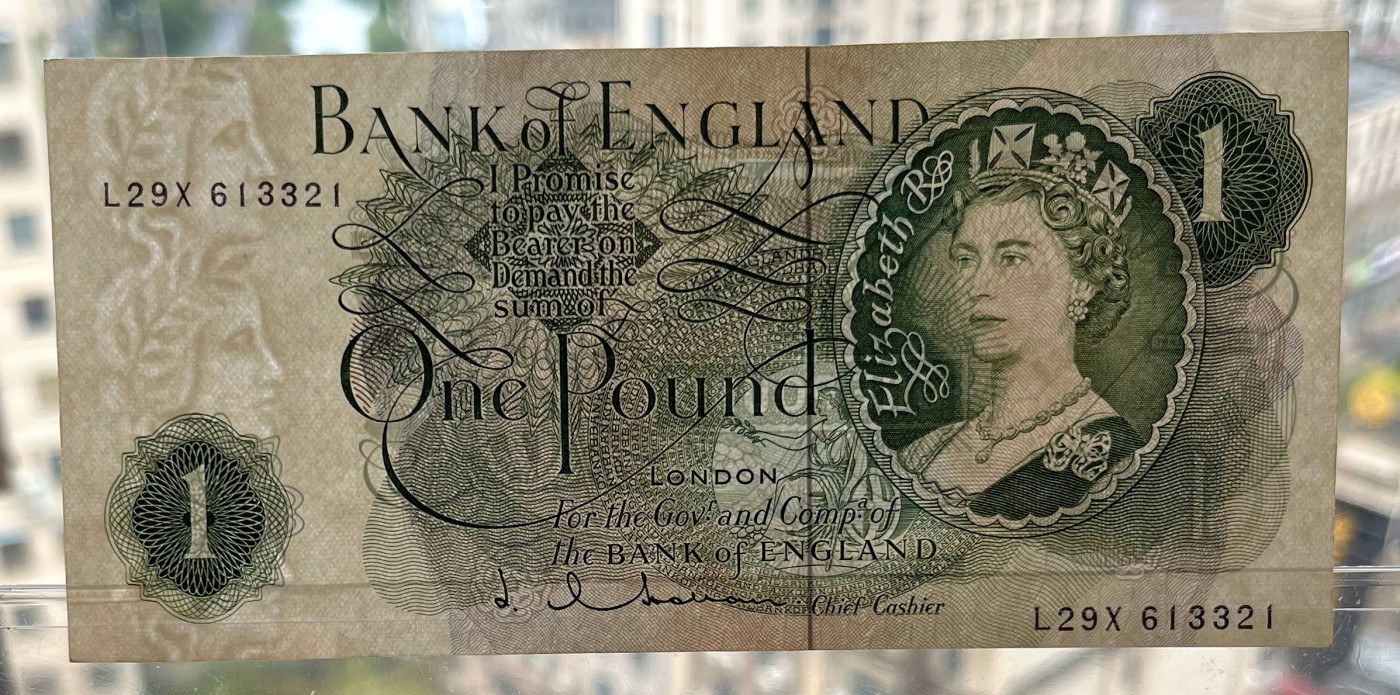 BANK of ENGLAND
1
L29X 613321
I Promise
to pay the
Bearer on
Demand the
sum of
One Pound
Elizabeth R
LONDON
For the Govr. and Compa. of
the BANK of ENGLAND
Chief Cashier
1
L29X 613321